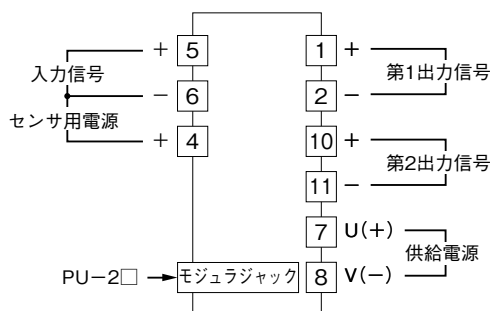 + 5
入力信号
− 6
センサ用電源
+ 4
1 +
第1出力信号
2 −
10 +
第2出力信号
11 −
7 U(+)
供給電源
8 V(−)
PU−2□
モジュラジャック